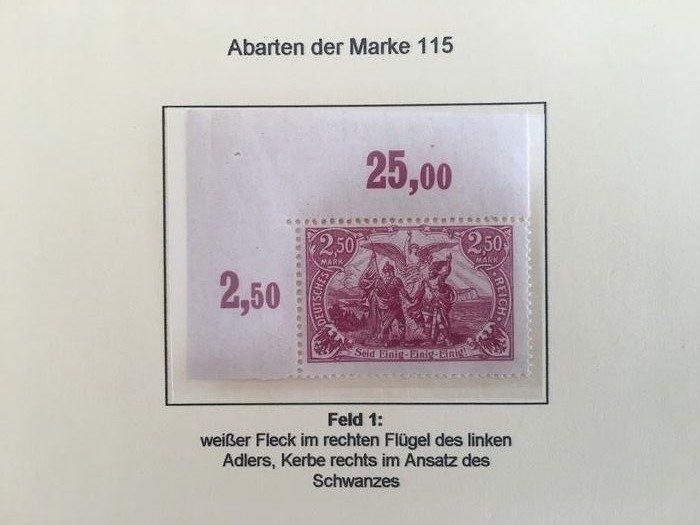 Abarten der Marke 115
25,00
2,50
2,50 2,50
MARK MARK
DEUTSCHES REICH
Seid Einig-Einig-Einig!
Feld 1:
weißer Fleck im rechten Flügel des linken
Adlers, Kerbe rechts im Ansatz des
Schwanzes